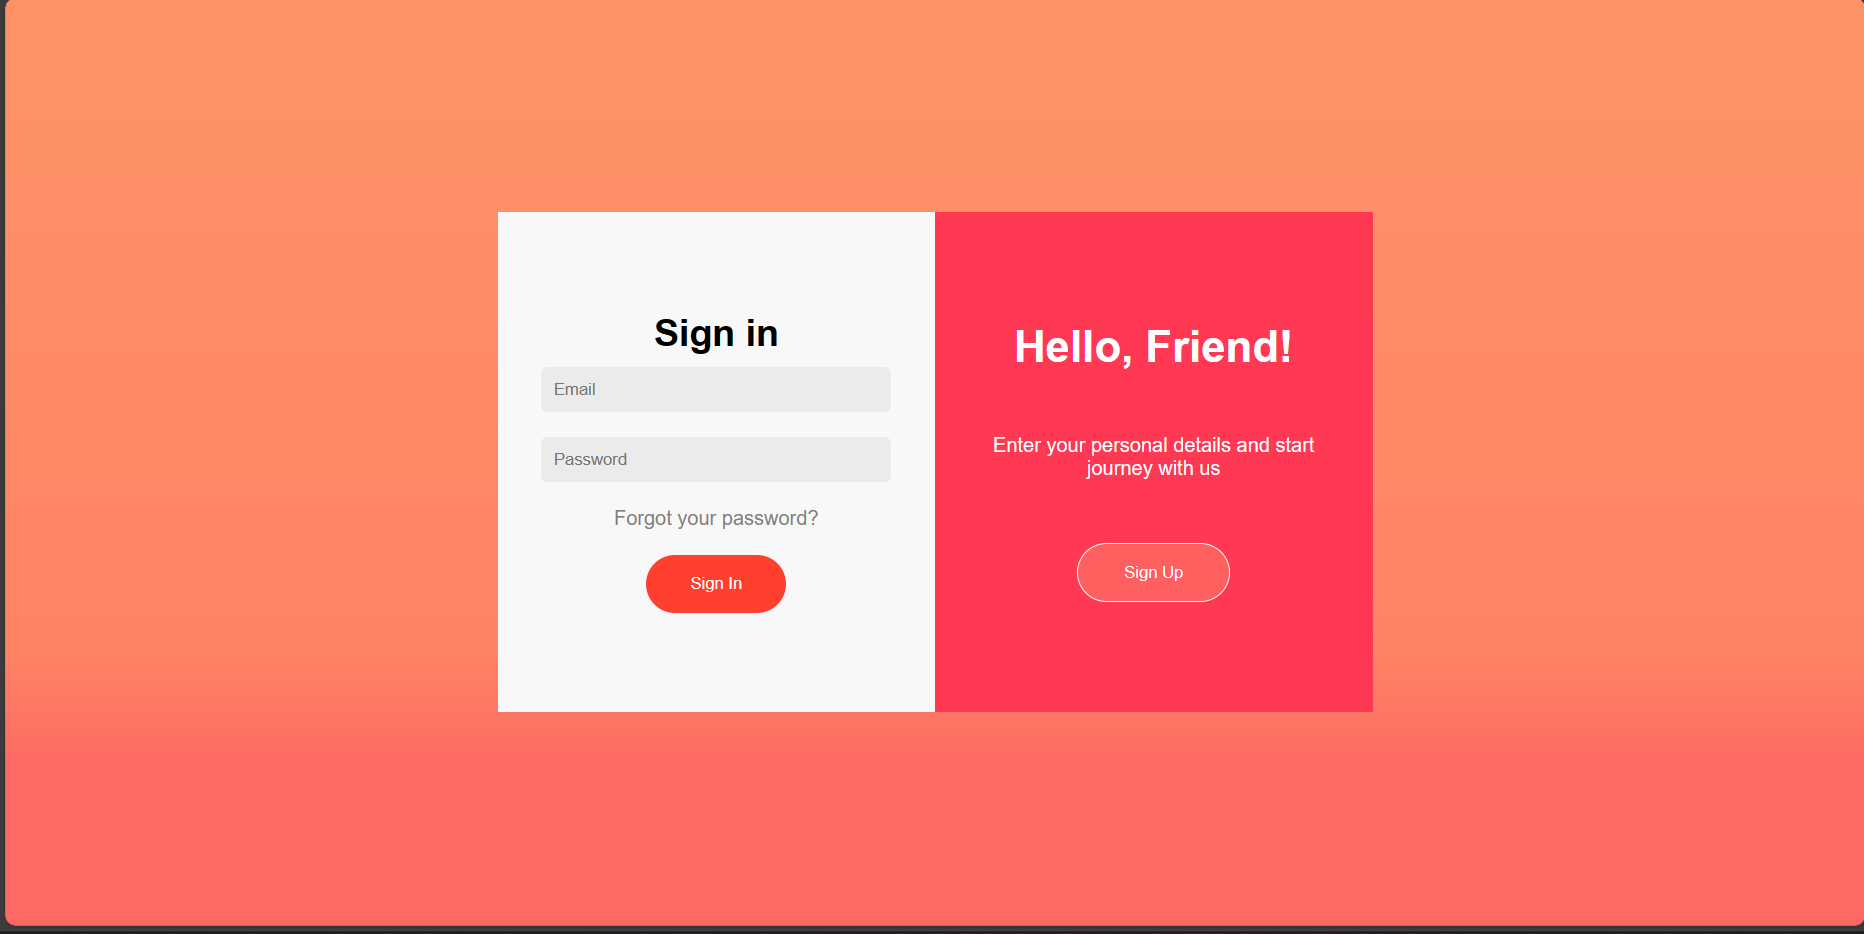 Sign in
Email
Password
Forgot your password?
Sign In
Hello, Friend!
Enter your personal details and start
journey with us
Sign Up